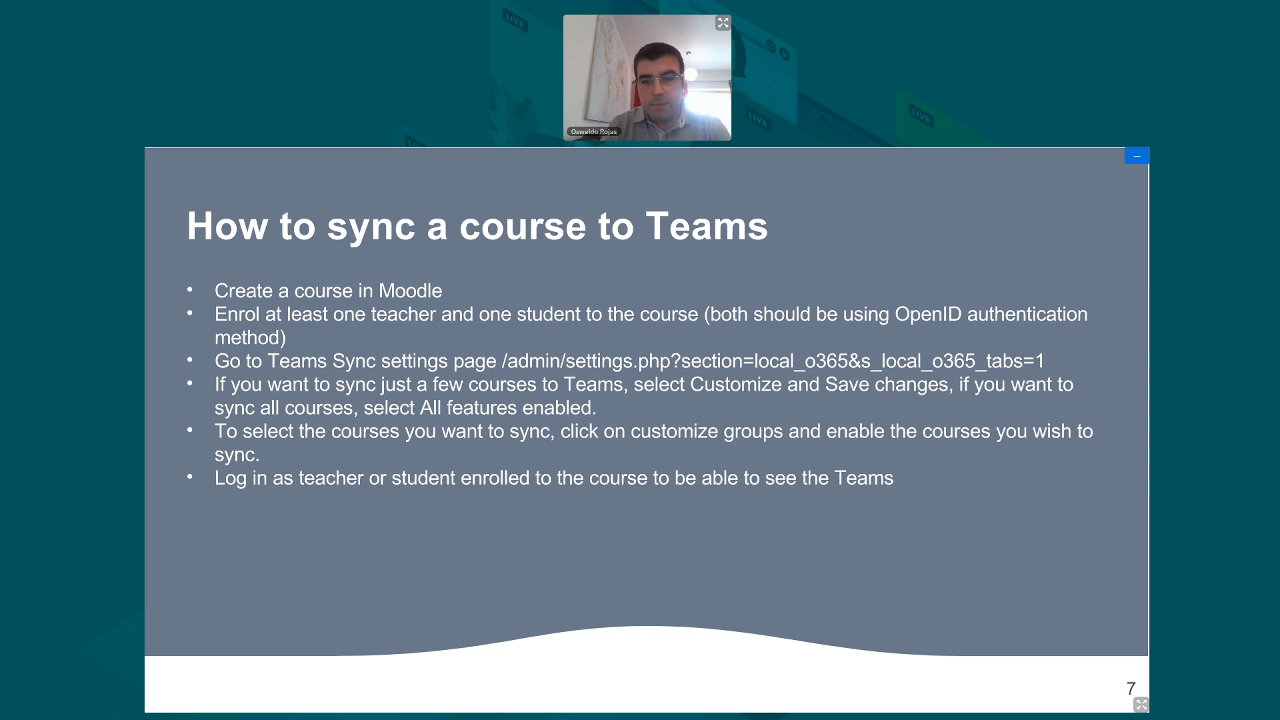 LIVE
LIVE
LIVE
Oswaldo Rojas
How to sync a course to Teams
• Create a course in Moodle
• Enrol at least one teacher and one student to the course (both should be using OpenID authentication
method)
• Go to Teams Sync settings page /admin/settings.php?section=local_o365&s_local_o365_tabs=1
• If you want to sync just a few courses to Teams, select Customize and Save changes, if you want to
sync all courses, select All features enabled.
• To select the courses you want to sync, click on customize groups and enable the courses you wish to
sync.
• Log in as teacher or student enrolled to the course to be able to see the Teams
7